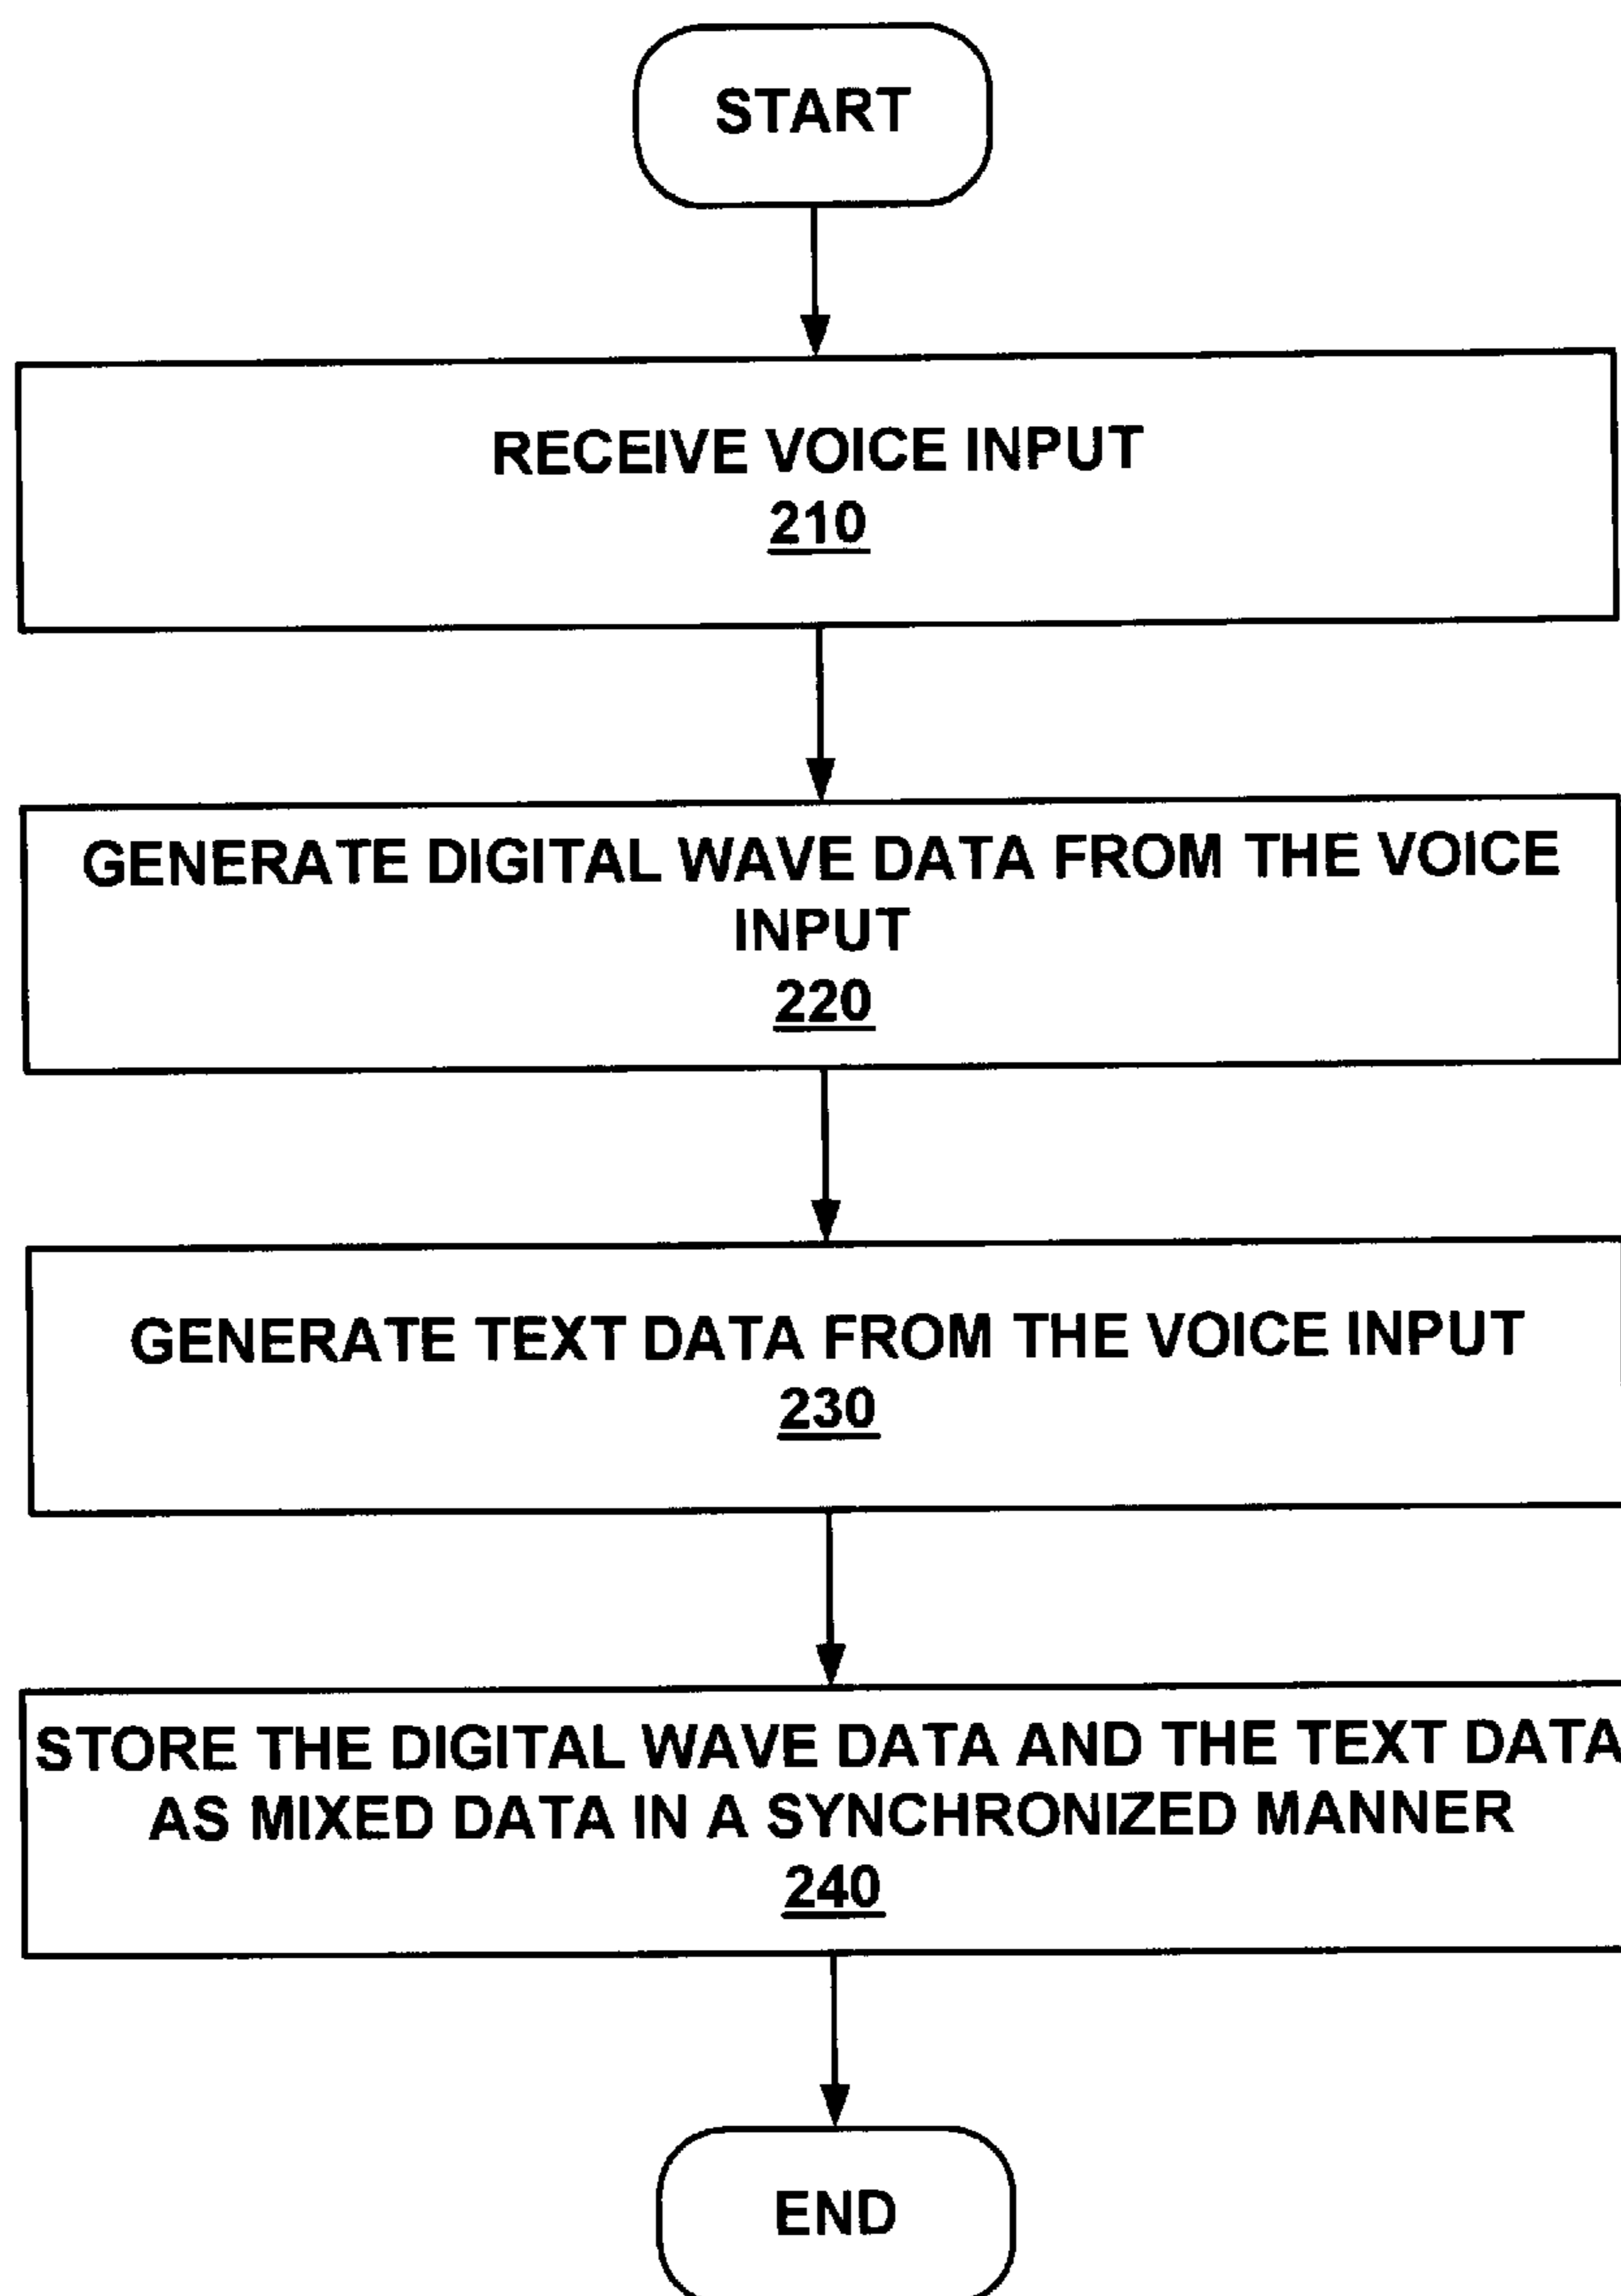 START
RECEIVE VOICE INPUT
210
GENERATE DIGITAL WAVE DATA FROM THE VOICE
INPUT
220
GENERATE TEXT DATA FROM THE VOICE INPUT
230
STORE THE DIGITAL WAVE DATA AND THE TEXT DATA
AS MIXED DATA IN A SYNCHRONIZED MANNER
240
END